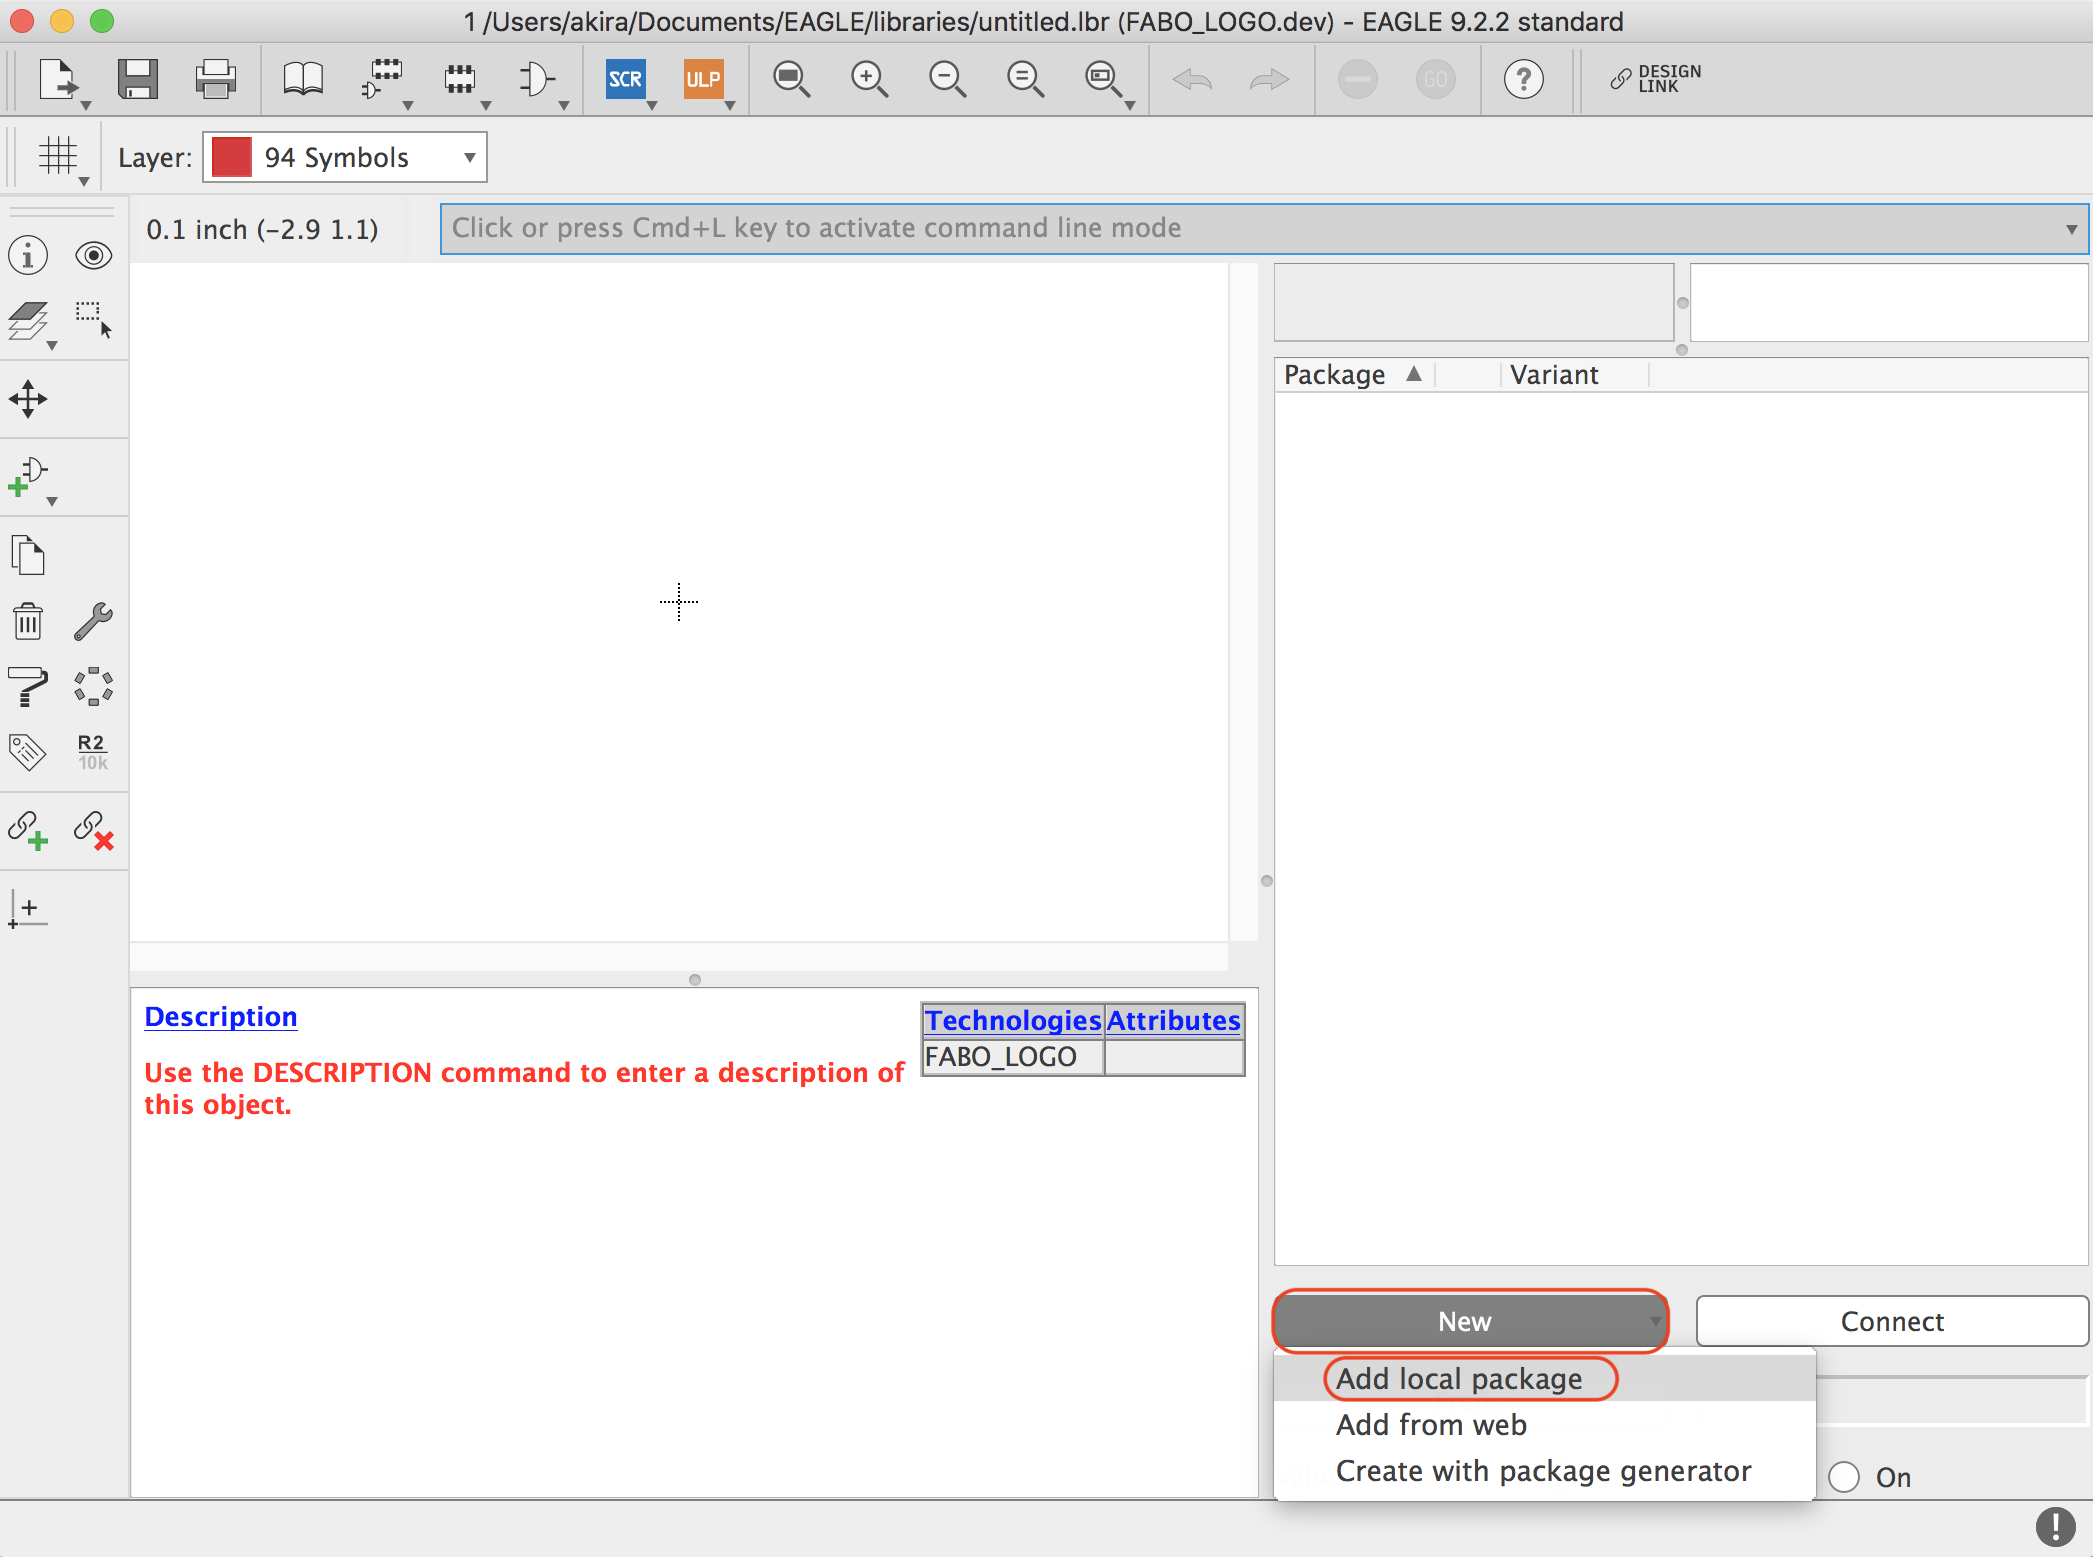 1 /Users/akira/Documents/EAGLE/libraries/untitled.lbr (FABO_LOGO.dev) - EAGLE 9.2.2 standard
SCR
ULP
GO
?
DESIGN
LINK
Layer:
94 Symbols
0.1 inch (-2.9 1.1)
Click or press Cmd+L key to activate command line mode
Package
Variant
R2
10k
Description
Technologies
Attributes
FABO_LOGO
Use the DESCRIPTION command to enter a description of
this object.
New
Connect
Add local package
Add from web
Create with package generator
On